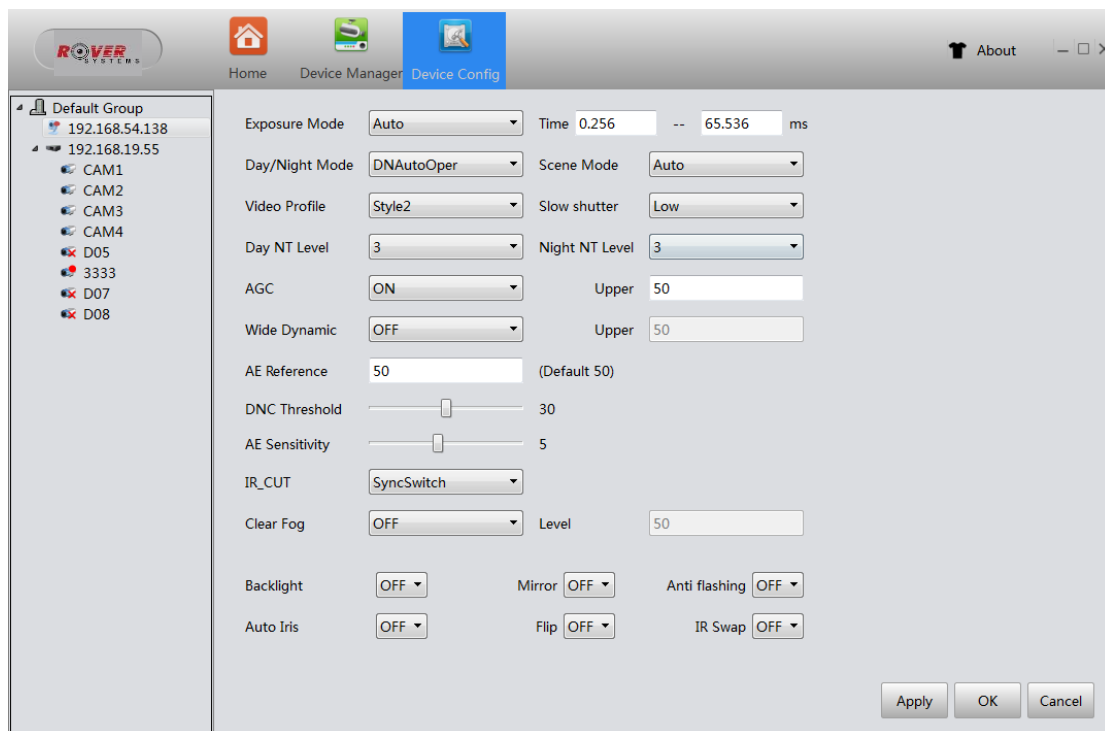 ROVER
SYSTEMS
Home
Device Manager
Device Config
About
Default Group
192.168.54.138
192.168.19.55
CAM1
CAM2
CAM3
CAM4
D05
3333
D07
D08
Exposure Mode Auto Time 0.256 -- 65.536 ms
Day/Night Mode DNAutoOper Scene Mode Auto
Video Profile Style2 Slow shutter Low
Day NT Level 3 Night NT Level 3
AGC ON Upper 50
Wide Dynamic OFF Upper 50
AE Reference 50 (Default 50)
DNC Threshold 30
AE Sensitivity 5
IR_CUT SyncSwitch
Clear Fog OFF Level 50
Backlight OFF Mirror OFF Anti flashing OFF
Auto Iris OFF Flip OFF IR Swap OFF
Apply OK Cancel